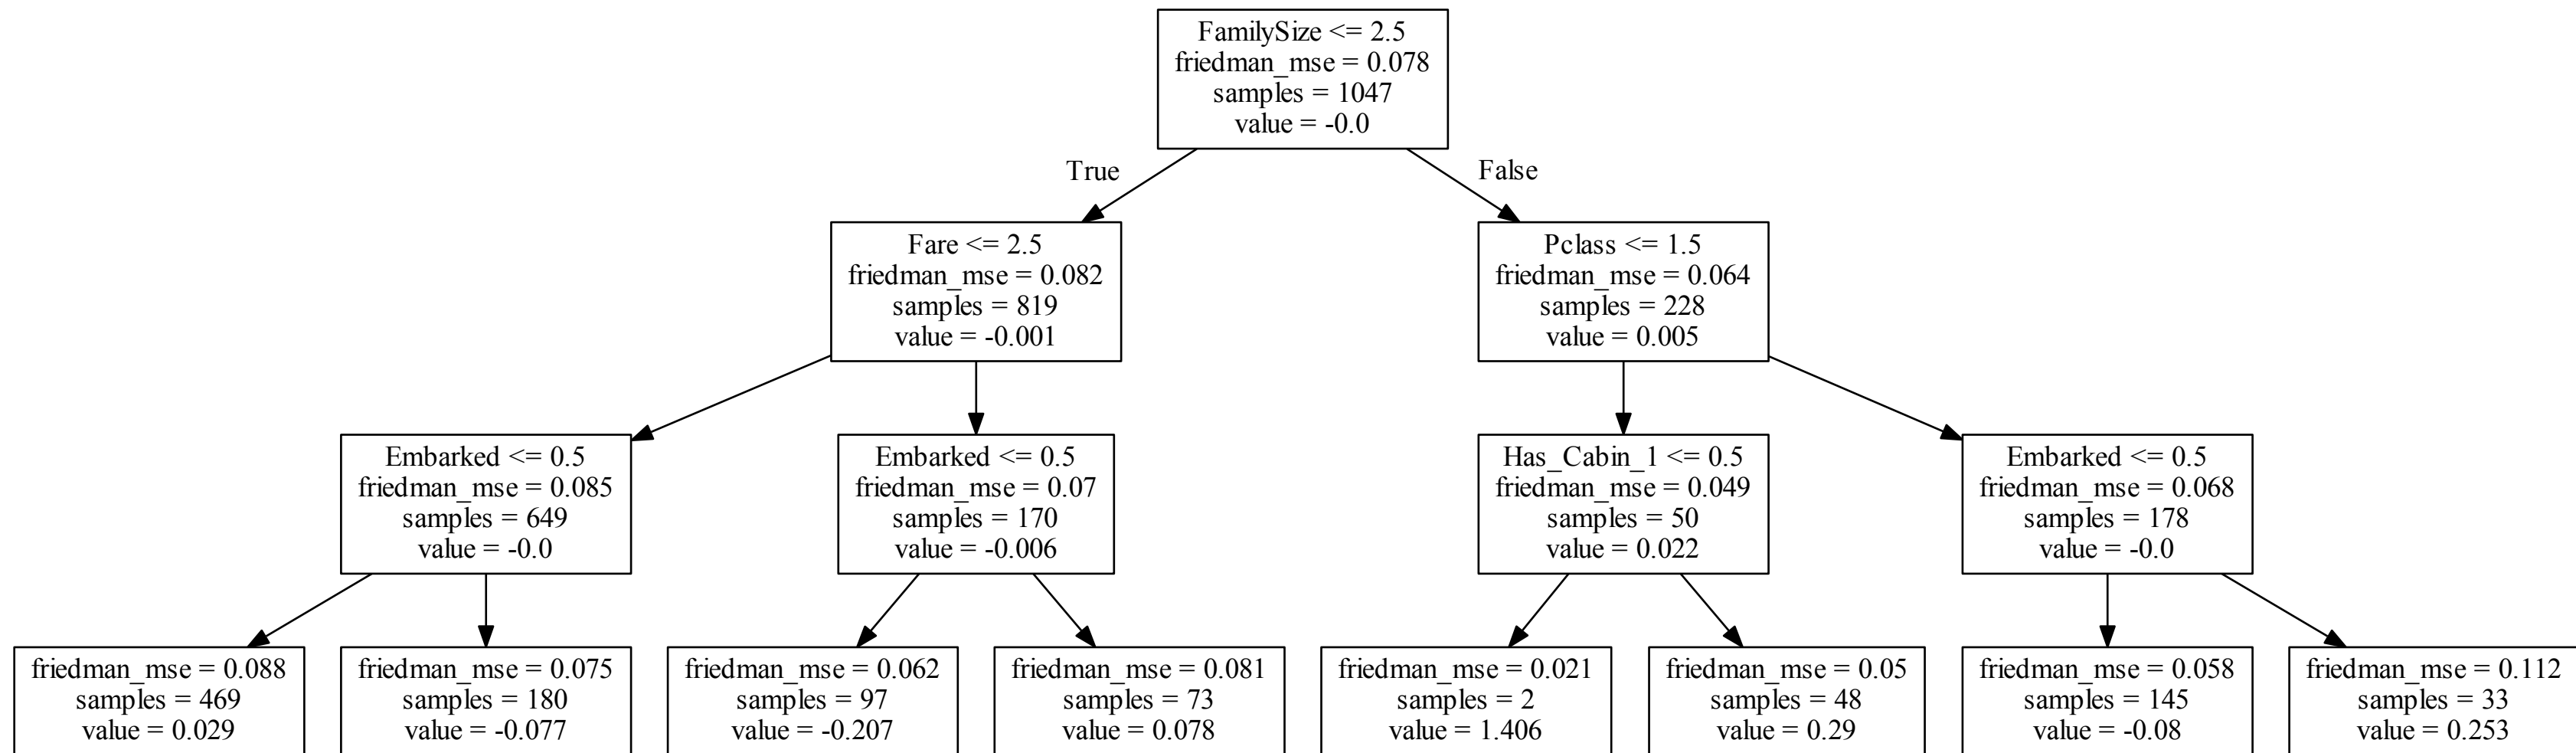 FamilySize <= 2.5
friedman_mse = 0.078
samples = 1047
value = -0.0
True
False
Fare <= 2.5
friedman_mse = 0.082
samples = 819
value = -0.001
Pclass <= 1.5
friedman_mse = 0.064
samples = 228
value = 0.005
Embarked <= 0.5
friedman_mse = 0.085
samples = 649
value = -0.0
Embarked <= 0.5
friedman_mse = 0.07
samples = 170
value = -0.006
Has_Cabin_1 <= 0.5
friedman_mse = 0.049
samples = 50
value = 0.022
Embarked <= 0.5
friedman_mse = 0.068
samples = 178
value = -0.0
friedman_mse = 0.088
samples = 469
value = 0.029
friedman_mse = 0.075
samples = 180
value = -0.077
friedman_mse = 0.062
samples = 97
value = -0.207
friedman_mse = 0.081
samples = 73
value = 0.078
friedman_mse = 0.021
samples = 2
value = 1.406
friedman_mse = 0.05
samples = 48
value = 0.29
friedman_mse = 0.058
samples = 145
value = -0.08
friedman_mse = 0.112
samples = 33
value = 0.253